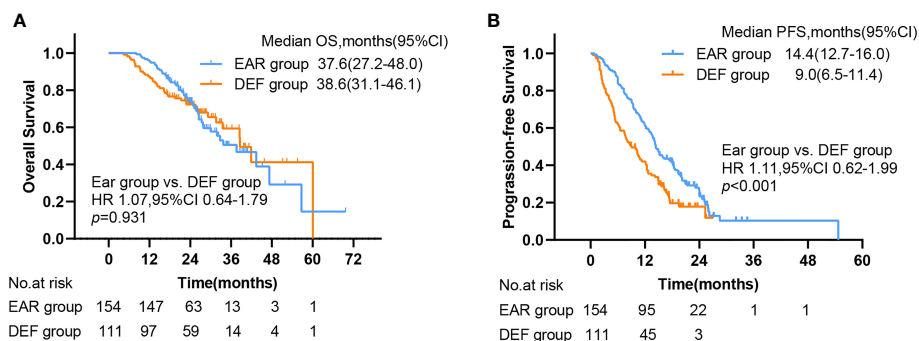 A
Median OS,months(95%CI)
EAR group 37.6(27.2-48.0)
DEF group 38.6(31.1-46.1)
Overall Survival
1.0
0.8
0.6
0.4
0.2
0.0
Ear group vs. DEF group
HR 1.07,95%CI 0.64-1.79
p=0.931
0 12 24 36 48 60 72
No.at risk Time(months)
EAR group 154 147 63 13 3 1
DEF group 111 97 59 14 4 1
B
Median PFS,months(95%CI)
EAR group 14.4(12.7-16.0)
DEF group 9.0(6.5-11.4)
Prograssion-free Survival
1.0
0.8
0.6
0.4
0.2
0.0
Ear group vs. DEF group
HR 1.11,95%CI 0.62-1.99
p<0.001
0 12 24 36 48 60
No.at risk Time(months)
EAR group 154 95 22 1 1
DEF group 111 45 3